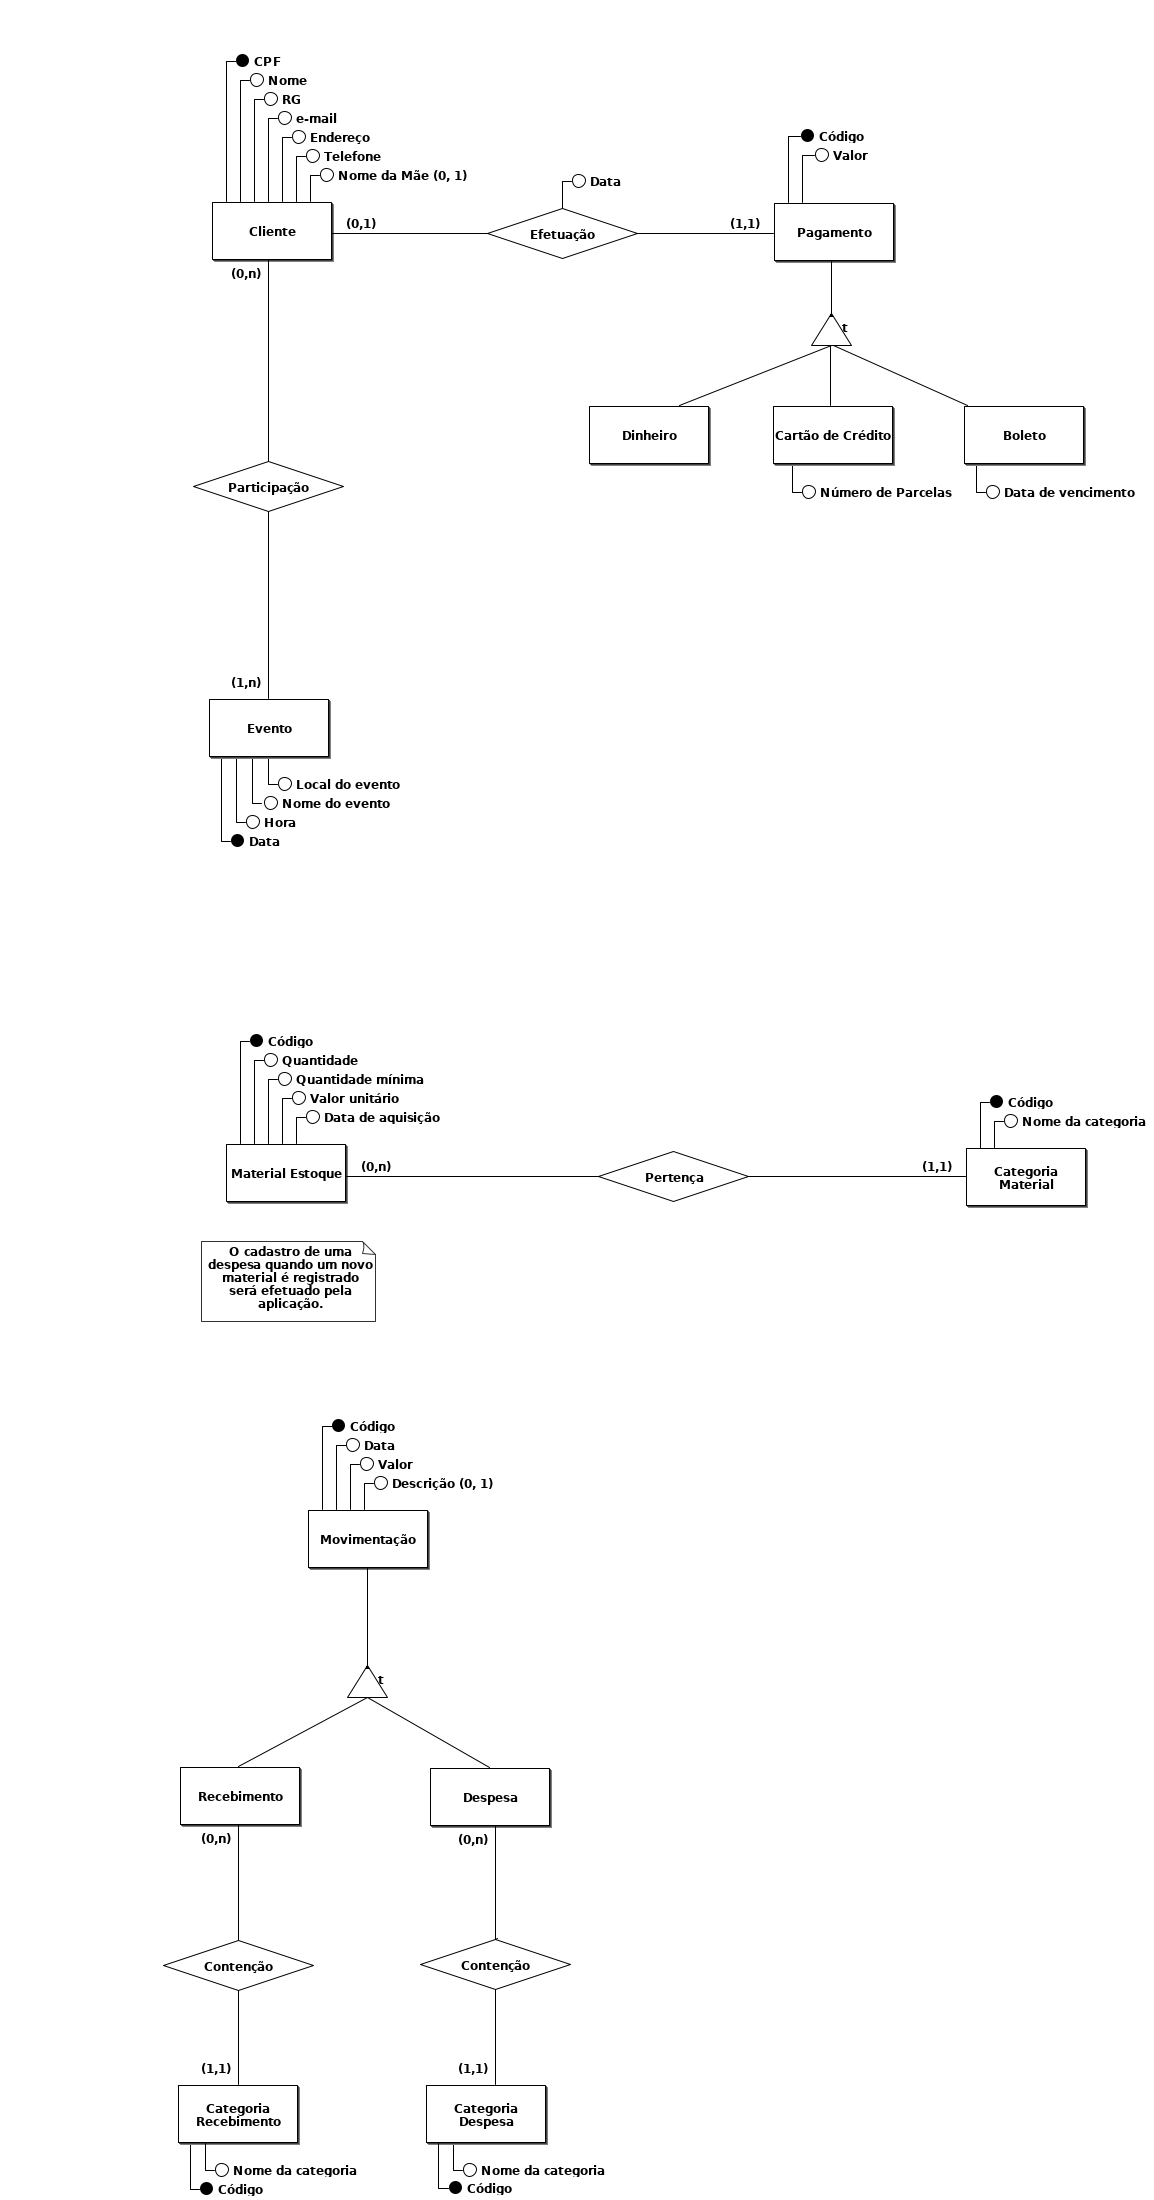 CPF
Nome
RG
e-mail
Endereço
Telefone
Nome da Mãe (0, 1)
Código
Valor
Data
Cliente
(0,1)
Efetuação
(1,1)
Pagamento
(0,n)
t
Dinheiro
Cartão de Crédito
Boleto
Número de Parcelas
Data de vencimento
Participação
(1,n)
Evento
Local do evento
Nome do evento
Hora
Data
Código
Quantidade
Quantidade mínima
Valor unitário
Data de aquisição
Código
Nome da categoria
Material Estoque
(0,n)
Pertença
(1,1)
Categoria
Material
O cadastro de uma
despesa quando um novo
material é registrado
será efetuado pela
aplicação.
Código
Data
Valor
Descrição (0, 1)
Movimentação
t
Recebimento
Despesa
(0,n)
(0,n)
Contenção
Contenção
(1,1)
(1,1)
Categoria
Recebimento
Categoria
Despesa
Nome da categoria
Código
Nome da categoria
Código